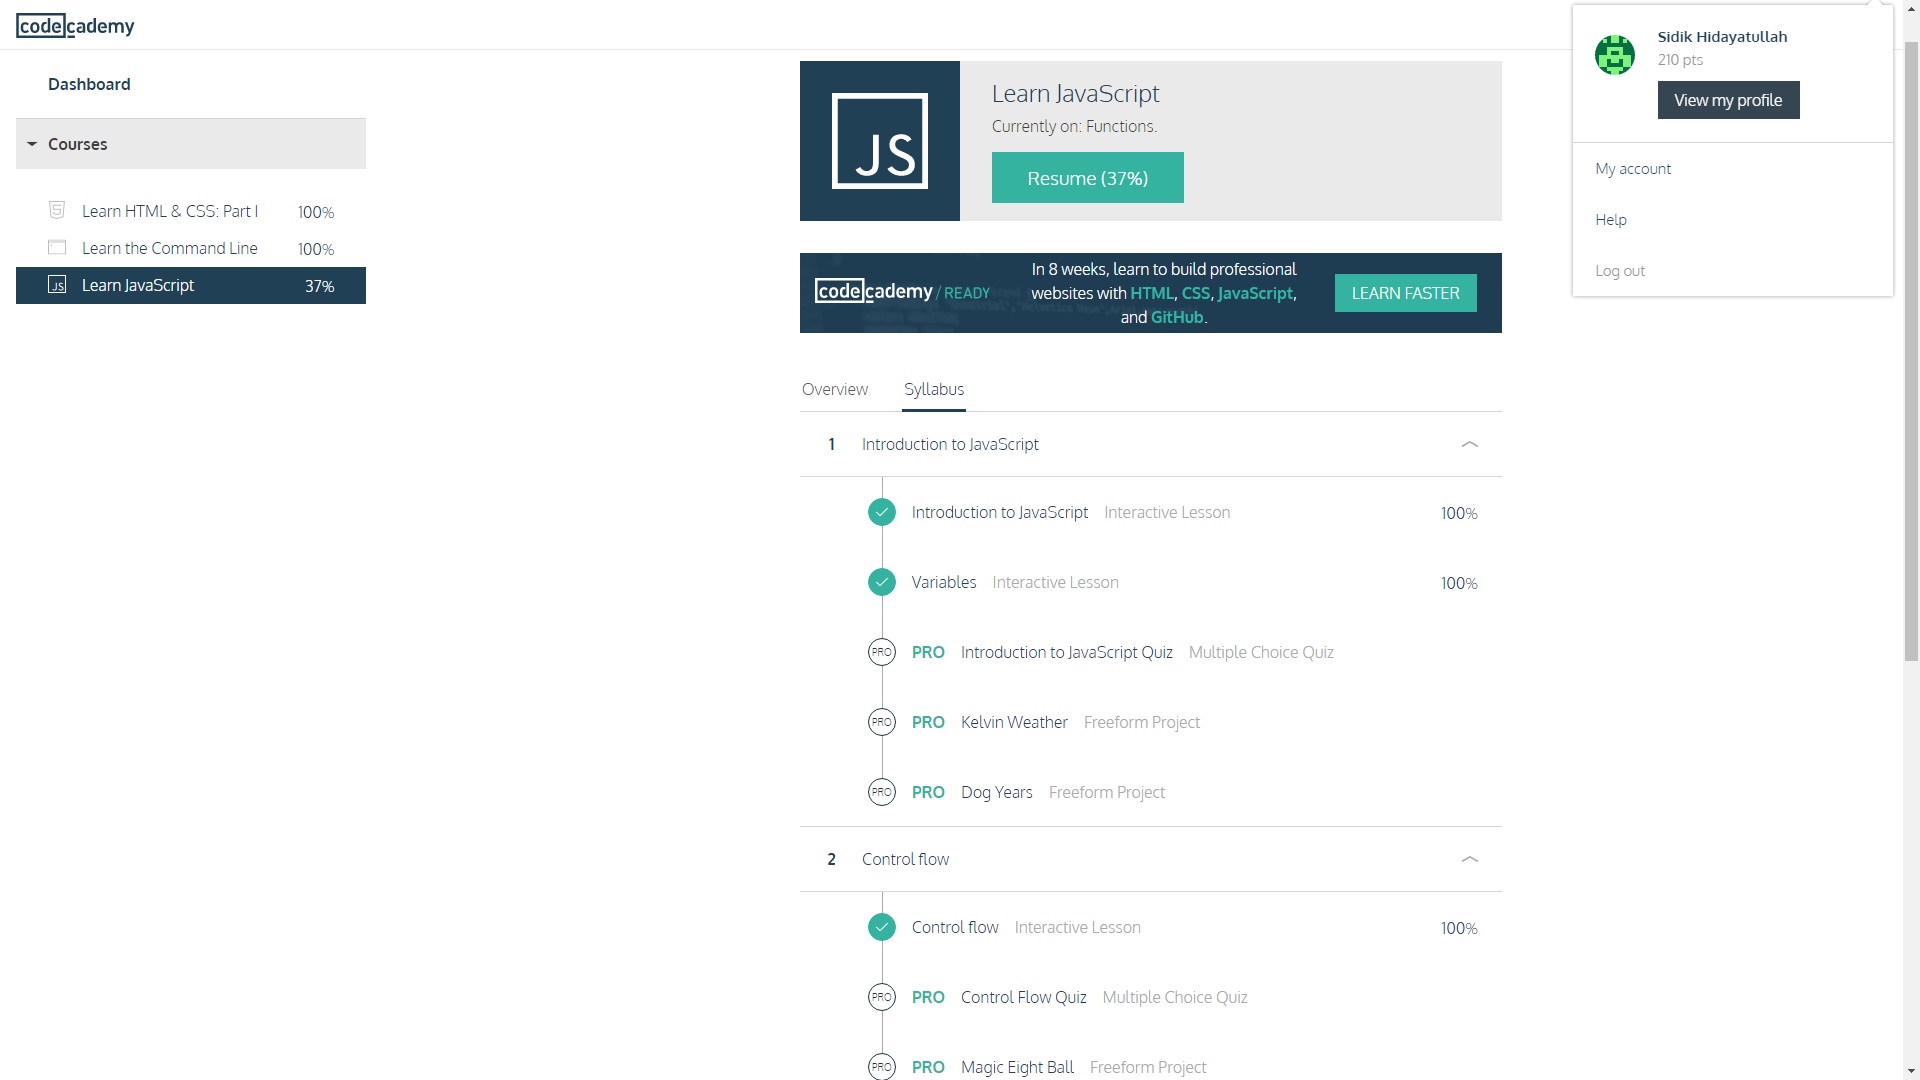 codecademy
Dashboard
Courses
Learn HTML & CSS: Part I 100%
Learn the Command Line 100%
JS Learn JavaScript 37%
JS
Learn JavaScript
Currently on: Functions.
Resume (37%)
codecademy / READY
In 8 weeks, learn to build professional
websites with HTML, CSS, JavaScript,
and GitHub.
LEARN FASTER
Overview Syllabus
1 Introduction to JavaScript
Introduction to JavaScript Interactive Lesson 100%
Variables Interactive Lesson 100%
PRO PRO Introduction to JavaScript Quiz Multiple Choice Quiz
PRO PRO Kelvin Weather Freeform Project
PRO PRO Dog Years Freeform Project
2 Control flow
Control flow Interactive Lesson 100%
PRO PRO Control Flow Quiz Multiple Choice Quiz
PRO PRO Magic Eight Ball Freeform Project
Sidik Hidayatullah
210 pts
View my profile
My account
Help
Log out